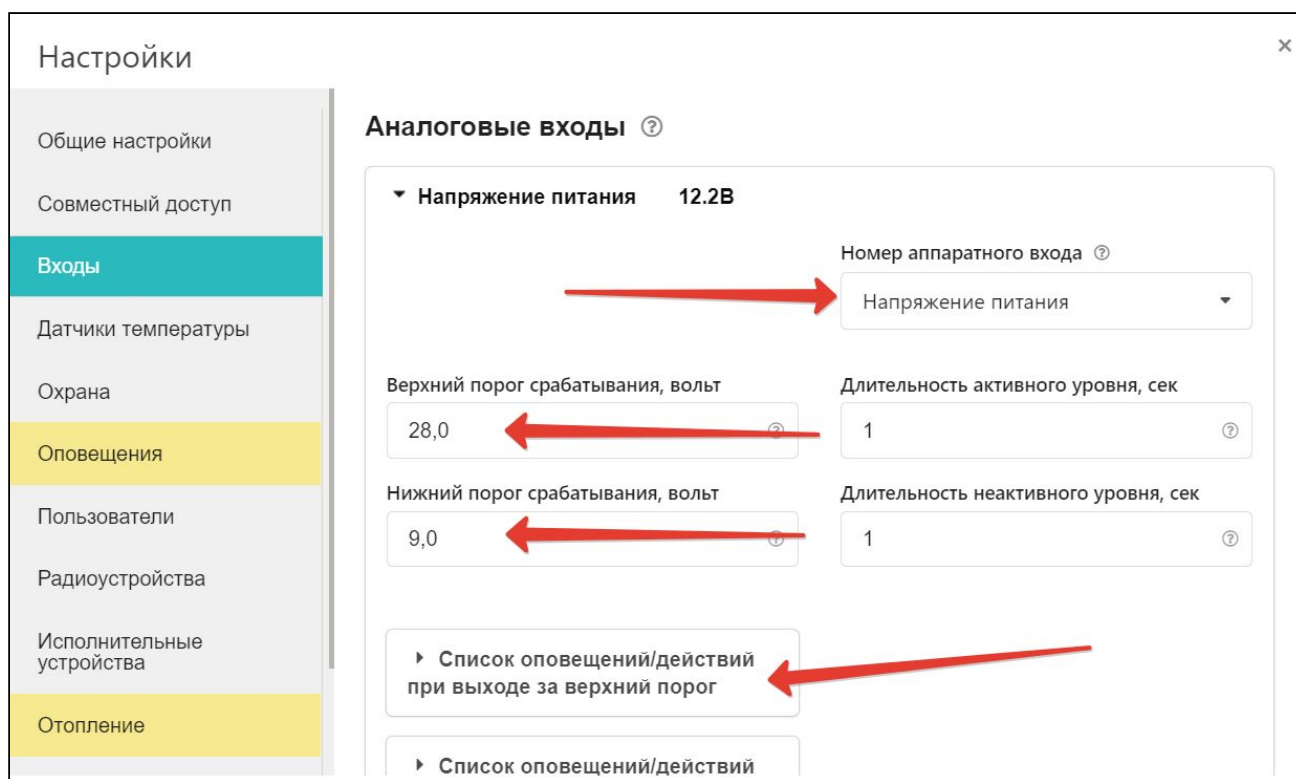 Настройки
×
Общие настройки
Совместный доступ
Входы
Датчики температуры
Охрана
Оповещения
Пользователи
Радиоустройства
Исполнительные
устройства
Отопление
Аналоговые входы ?
Напряжение питания 12.2В
Номер аппаратного входа ?
Напряжение питания
Верхний порог срабатывания, вольт
28,0 ?
Длительность активного уровня, сек
1 ?
Нижний порог срабатывания, вольт
9,0 ?
Длительность неактивного уровня, сек
1 ?
Список оповещений/действий
при выходе за верхний порог
Список оповещений/действий